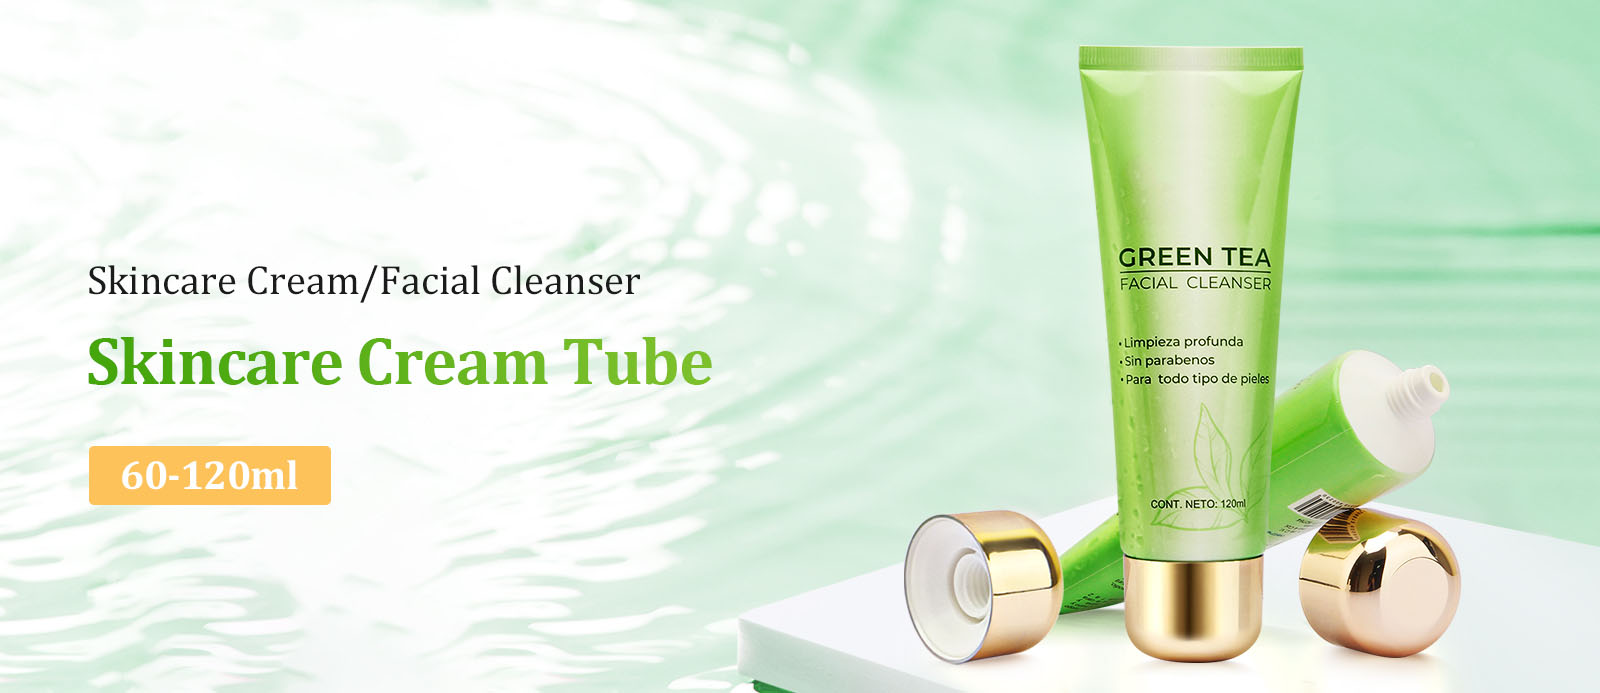 Skincare Cream/Facial Cleanser
Skincare Cream Tube
60-120ml
GREEN TEA
FACIAL CLEANSER
• Limpieza profunda
• Sin parabenos
• Para todo tipo de pieles
CONT. NETO: 120ml